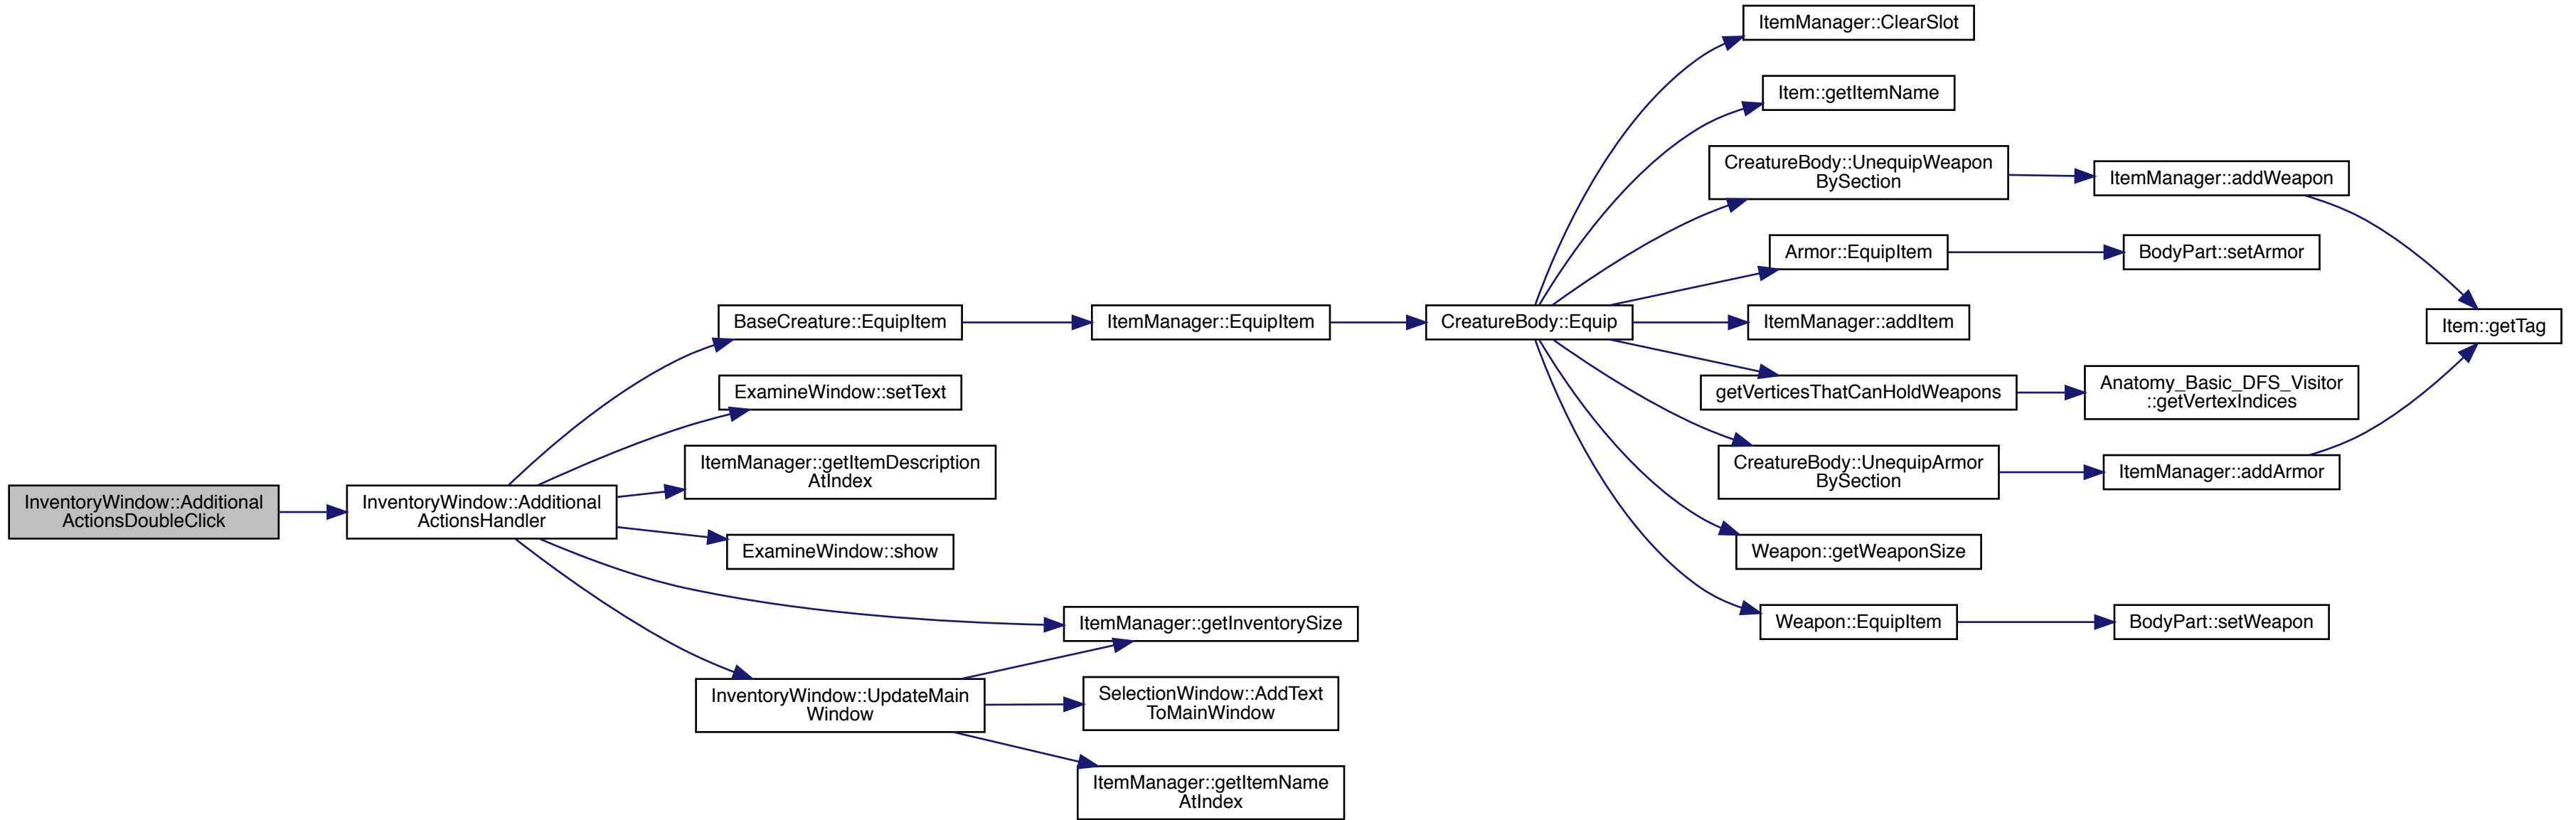 InventoryWindow::Additional
ActionsDoubleClick
InventoryWindow::Additional
ActionsHandler
BaseCreature::EquipItem
ExamineWindow::setText
ItemManager::getItemDescription
AtIndex
ExamineWindow::show
InventoryWindow::UpdateMain
Window
ItemManager::EquipItem
ItemManager::getInventorySize
SelectionWindow::AddText
ToMainWindow
ItemManager::getItemName
AtIndex
CreatureBody::Equip
ItemManager::ClearSlot
Item::getItemName
CreatureBody::UnequipWeapon
BySection
Armor::EquipItem
ItemManager::addItem
getVerticesThatCanHoldWeapons
CreatureBody::UnequipArmor
BySection
Weapon::getWeaponSize
Weapon::EquipItem
ItemManager::addWeapon
BodyPart::setArmor
Anatomy_Basic_DFS_Visitor
::getVertexIndices
ItemManager::addArmor
BodyPart::setWeapon
Item::getTag